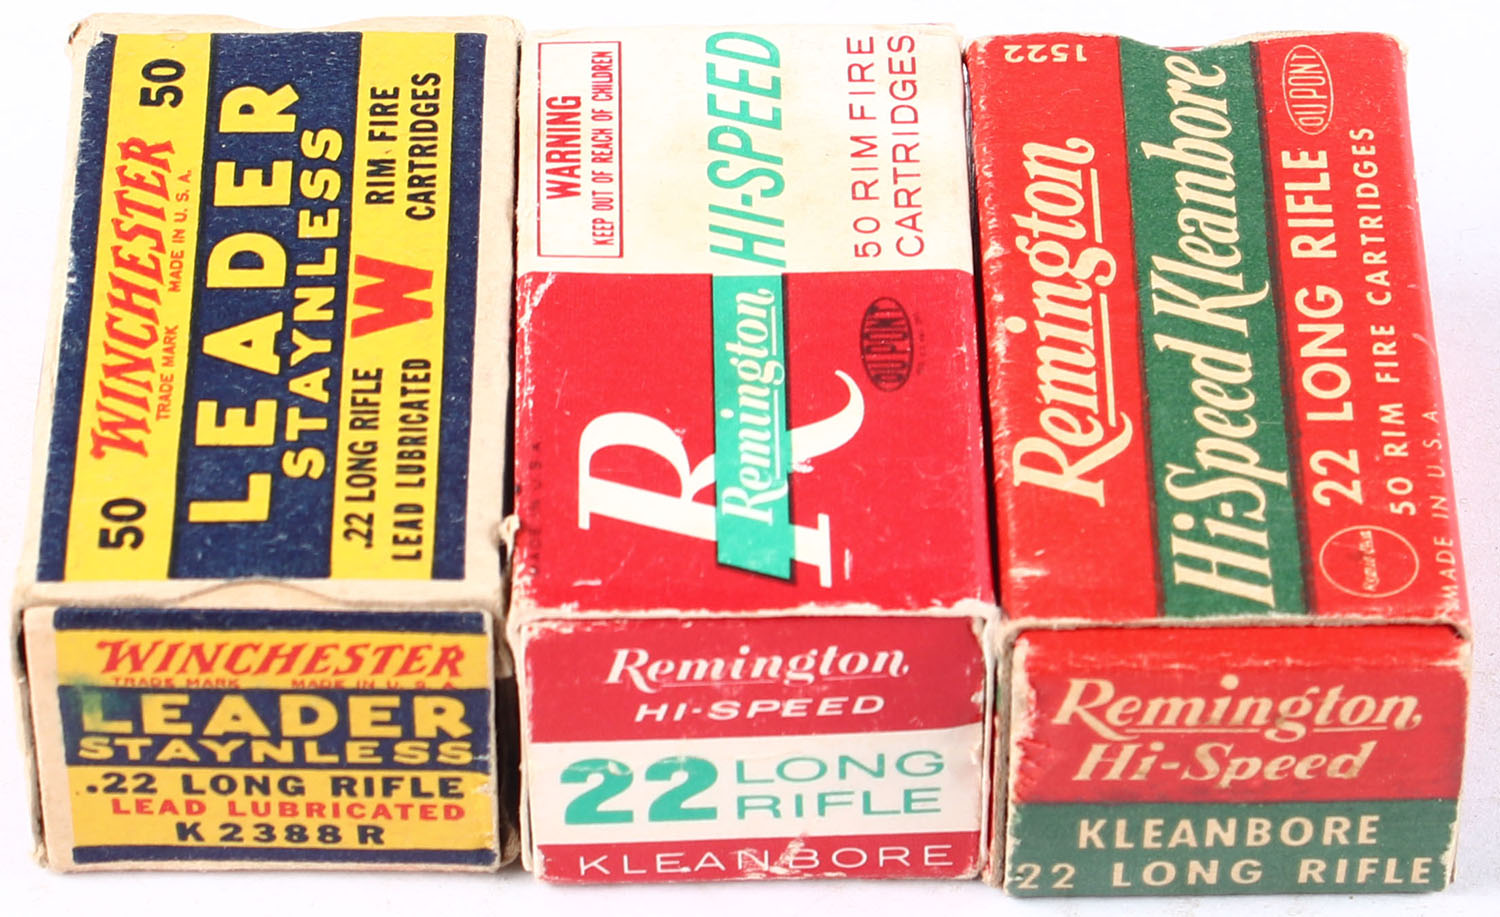 50 WINCHESTER 50
TRADE MARK MADE IN U.S.A.
LEADER
STAYNLESS
.22 LONG RIFLE W RIM FIRE
LEAD LUBRICATED CARTRIDGES
WINCHESTER
TRADE MARK MADE IN U.S.A.
LEADER
STAYNLESS
.22 LONG RIFLE
LEAD LUBRICATED
K2388R
WARNING
KEEP OUT OF REACH OF CHILDREN
HI-SPEED
50 RIM FIRE
CARTRIDGES
R
Remington
DU PONT
MADE IN U.S.A.
Remington
HI-SPEED
22 LONG
RIFLE
KLEANBORE
1522
Remington
Hi-Speed Kleanbore
DU PONT
22 LONG RIFLE
50 RIM FIRE CARTRIDGES
MADE IN U.S.A.
Remington
Hi-Speed
KLEANBORE
22 LONG RIFLE